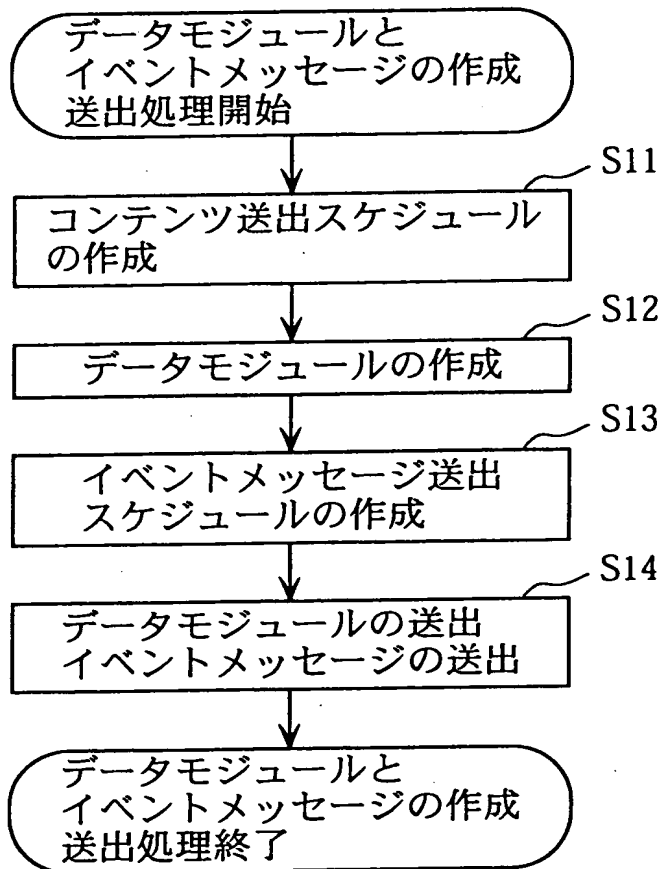 データモジュールと
イベントメッセージの作成
送出処理開始
S11
コンテンツ送出スケジュール
の作成
S12
データモジュールの作成
S13
イベントメッセージ送出
スケジュールの作成
S14
データモジュールの送出
イベントメッセージの送出
データモジュールと
イベントメッセージの作成
送出処理終了